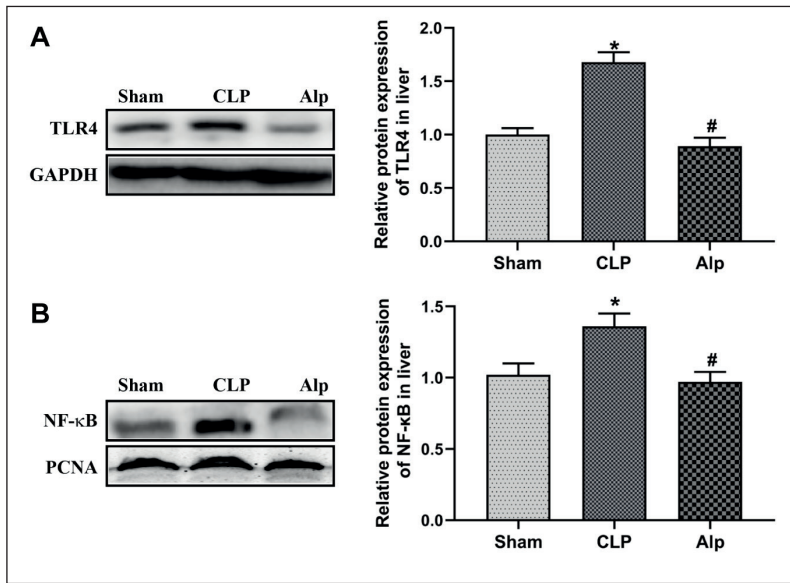 A
Sham CLP Alp
TLR4
GAPDH
Relative protein expression
of TLR4 in liver
2.0
1.5
1.0
0.5
0.0
*
#
Sham CLP Alp
B
Sham CLP Alp
NF-κB
PCNA
Relative protein expression
of NF-κB in liver
1.5
1.0
0.5
0.0
*
#
Sham CLP Alp